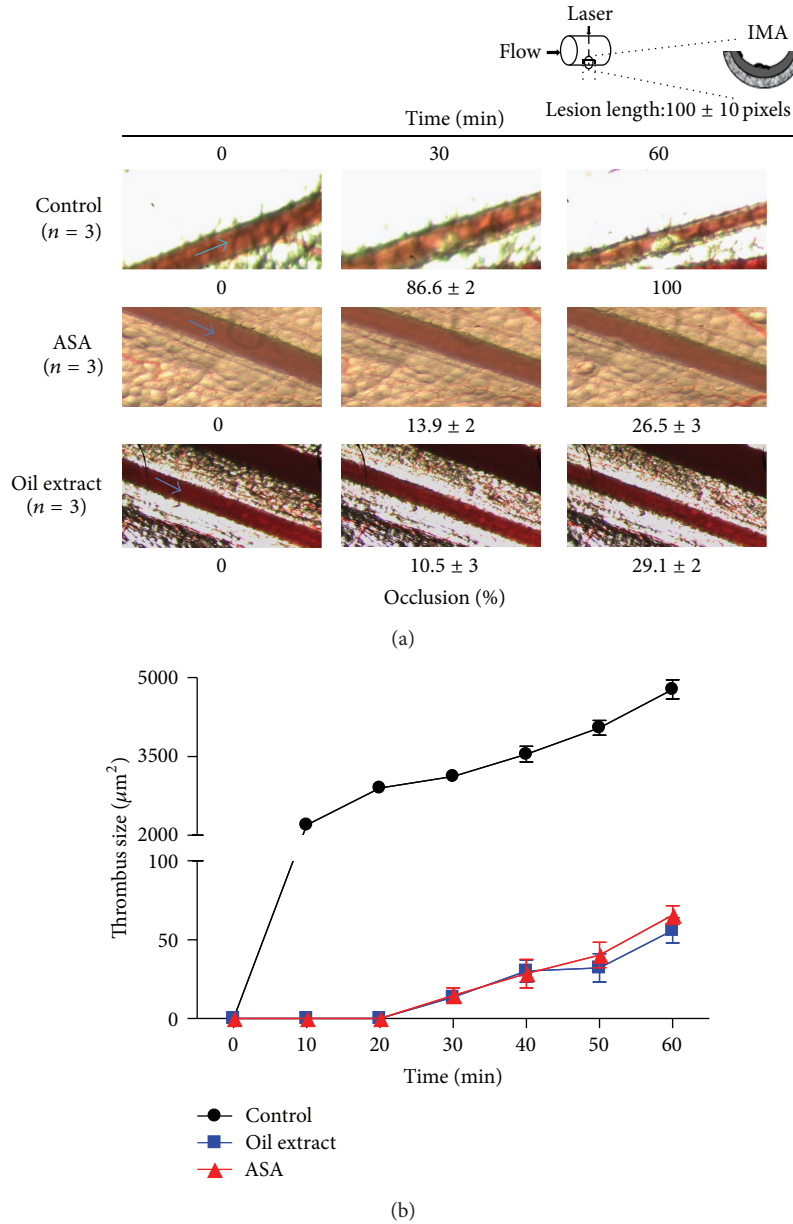 Laser
Flow
IMA
Lesion length:100 ± 10 pixels
Time (min)
0 30 60
Control
(n = 3)
0 86.6 ± 2 100
ASA
(n = 3)
0 13.9 ± 2 26.5 ± 3
Oil extract
(n = 3)
0 10.5 ± 3 29.1 ± 2
Occlusion (%)
(a)
Thrombus size (μm²)
5000
3500
2000
100
50
0
0 10 20 30 40 50 60
Time (min)
Control
Oil extract
ASA
(b)